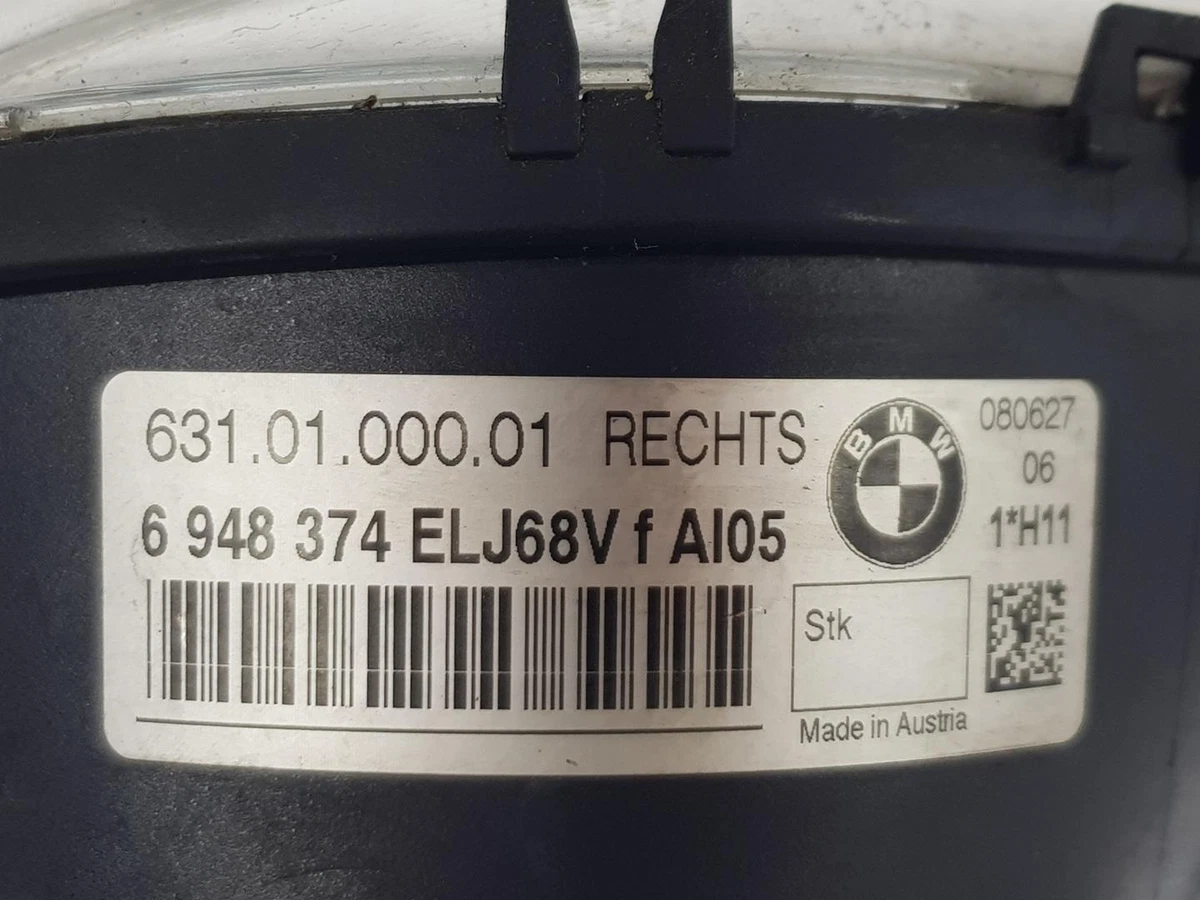 631.01.000.01 RECHTS
6 948 374 ELJ68V f AI05
BMW
080627
06
1*H11
Stk
Made in Austria